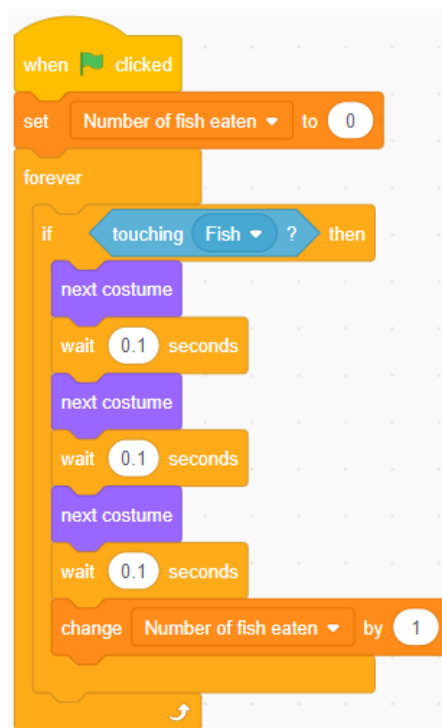 when clicked
set Number of fish eaten to 0
forever
if touching Fish ? then
next costume
wait 0.1 seconds
next costume
wait 0.1 seconds
next costume
wait 0.1 seconds
change Number of fish eaten by 1